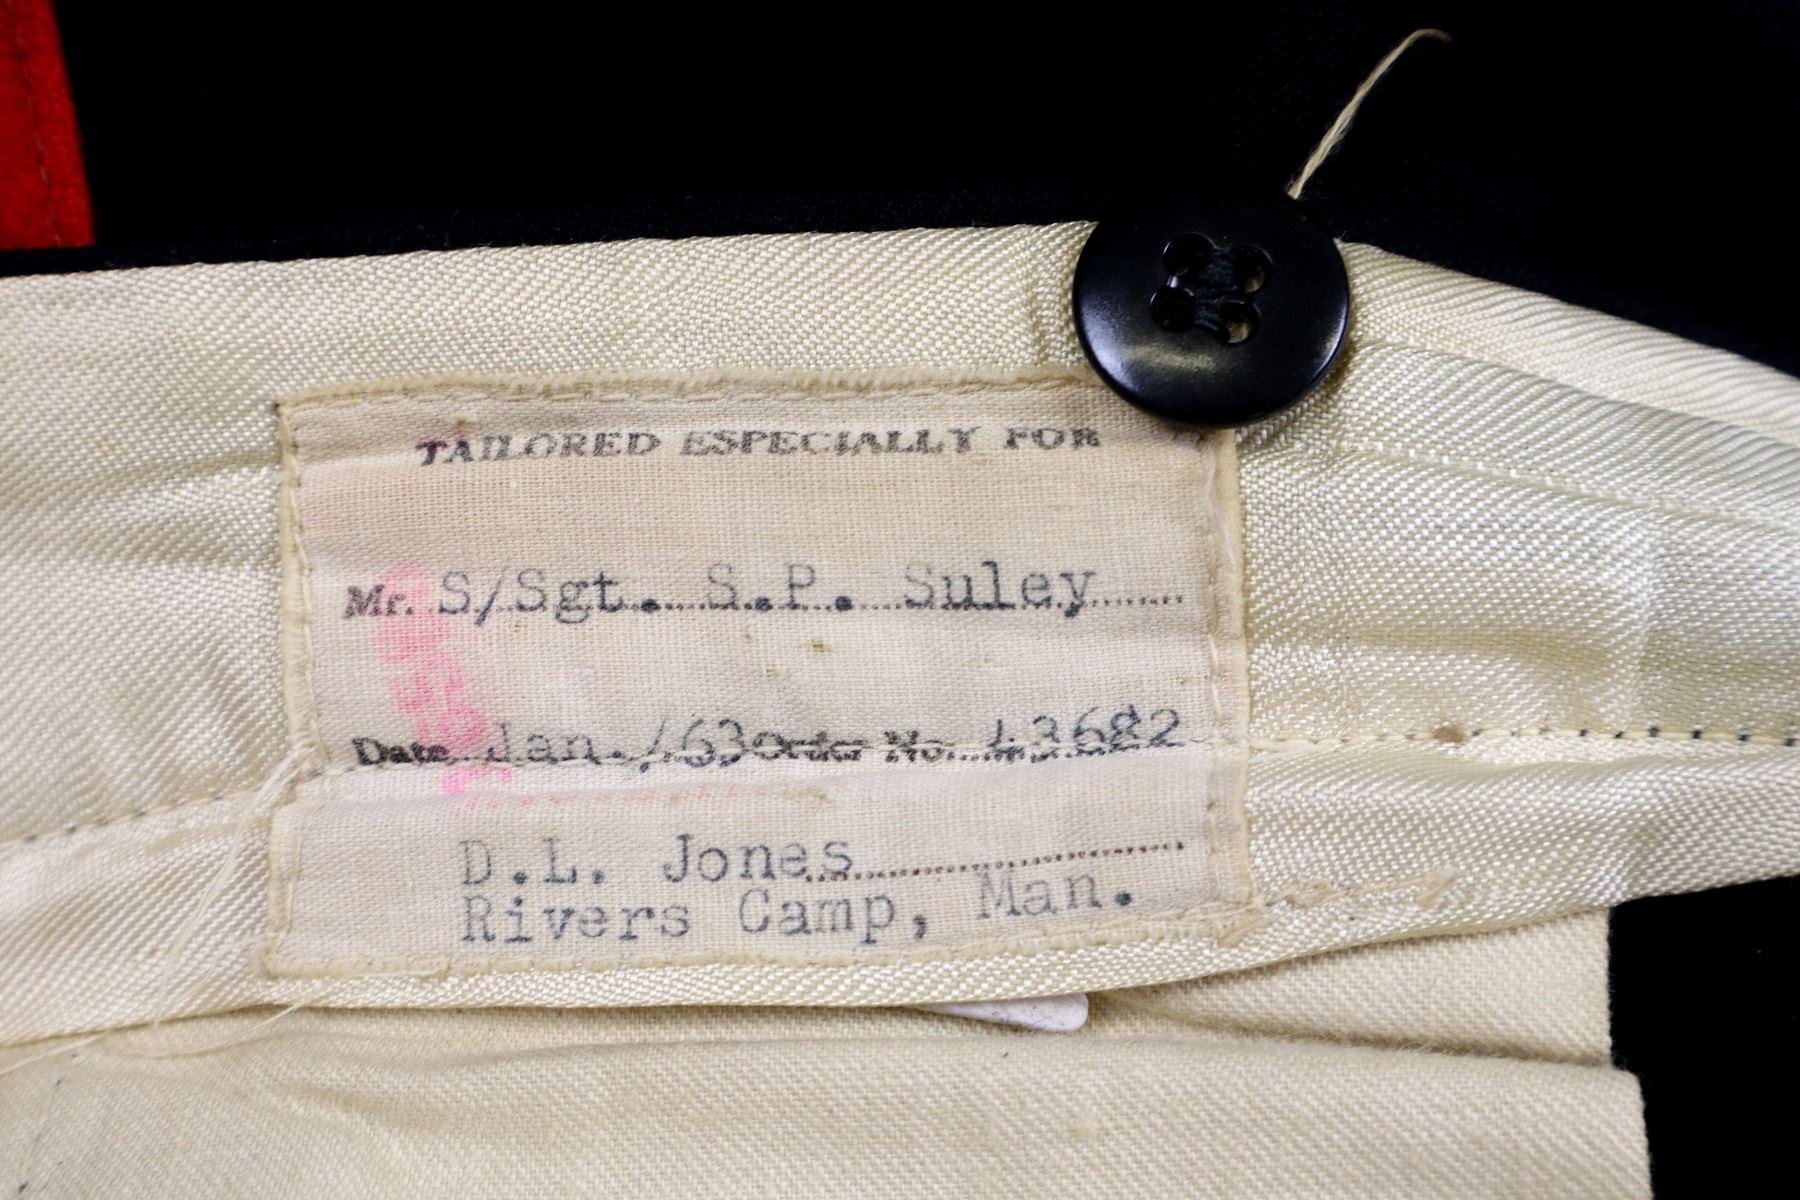 TAILORED ESPECIALLY FOR
Mr. S/Sgt. S.P. Suley
Date Jan./63 Order No. 43682
D.L. Jones
Rivers Camp, Man.